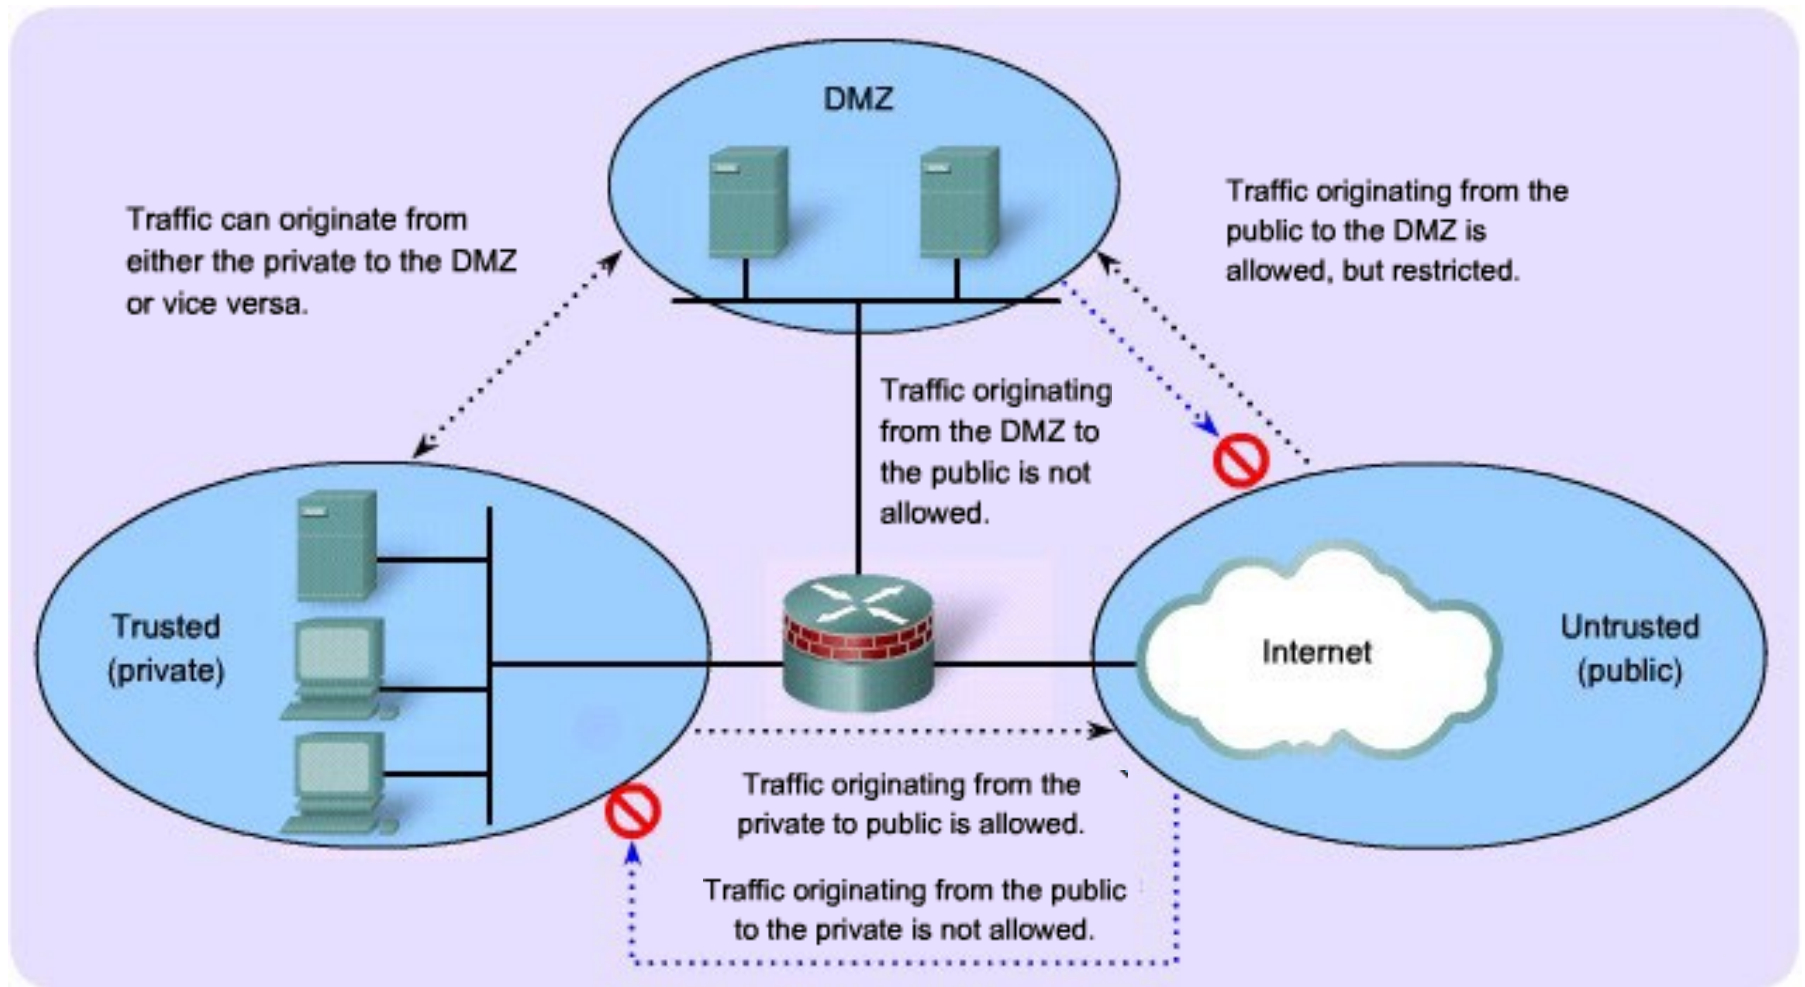 DMZ
Traffic can originate from
either the private to the DMZ
or vice versa.
Traffic originating from the
public to the DMZ is
allowed, but restricted.
Traffic originating
from the DMZ to
the public is not
allowed.
Trusted
(private)
Internet
Untrusted
(public)
Traffic originating from the
private to public is allowed.
Traffic originating from the public
to the private is not allowed.